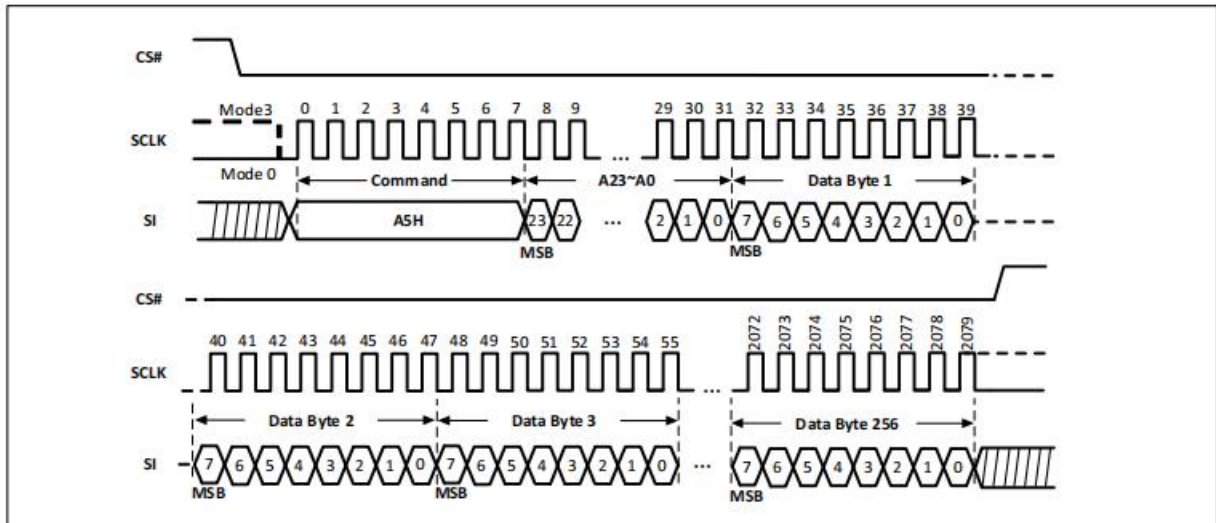 CS#
Mode3 0 1 2 3 4 5 6 7 8 9 29 30 31 32 33 34 35 36 37 38 39
SCLK ...
Mode 0 Command A23~A0 Data Byte 1
SI A5H 23 22 ... 2 1 0 7 6 5 4 3 2 1 0
MSB MSB
CS#
40 41 42 43 44 45 46 47 48 49 50 51 52 53 54 55 2072 2073 2074 2075 2076 2077 2078 2079
SCLK ...
Data Byte 2 Data Byte 3 Data Byte 256
SI 7 6 5 4 3 2 1 0 7 6 5 4 3 2 1 0 ... 7 6 5 4 3 2 1 0
MSB MSB MSB